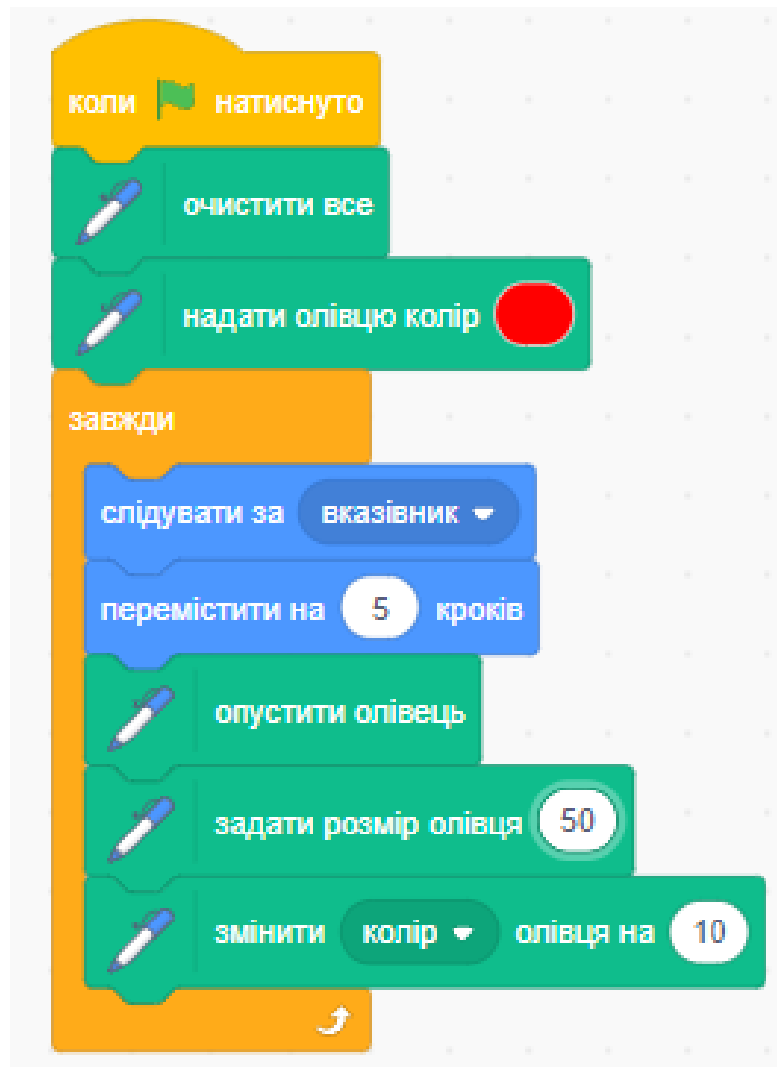 коли натиснуто
очистити все
надати олівцю колір
завжди
слідувати за вказівник
перемістити на 5 кроків
опустити олівець
задати розмір олівця 50
змінити колір олівця на 10